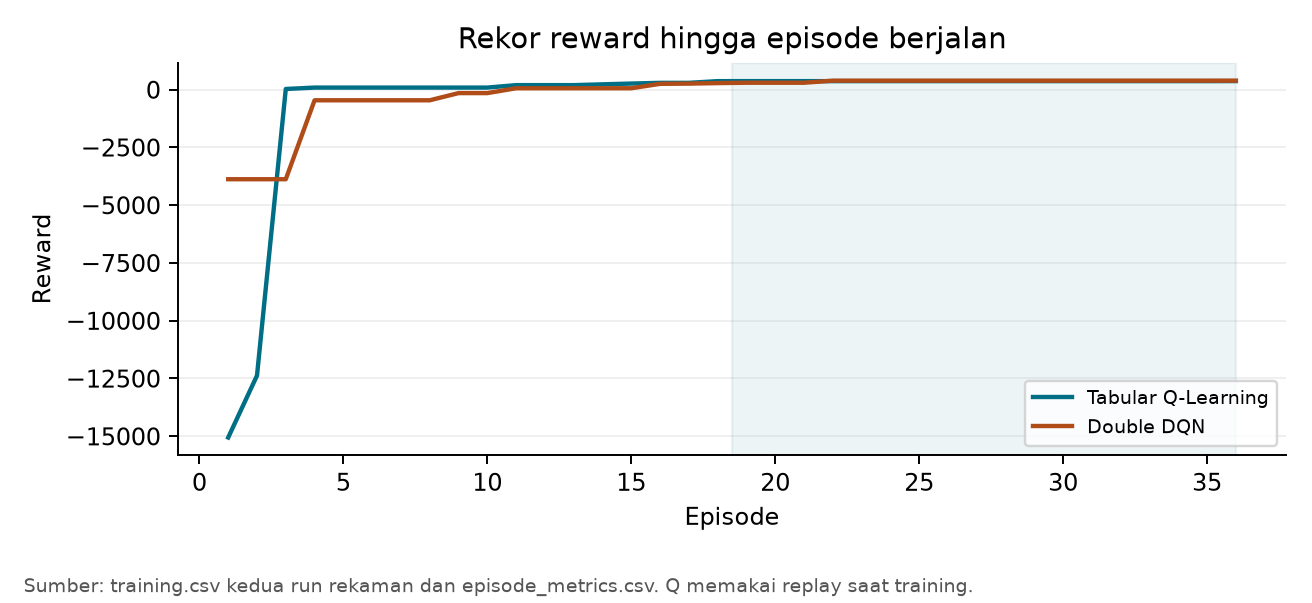 Rekor reward hingga episode berjalan
Reward
0
−2500
−5000
−7500
−10000
−12500
−15000
Tabular Q-Learning
Double DQN
0 5 10 15 20 25 30 35
Episode
Sumber: training.csv kedua run rekaman dan episode_metrics.csv. Q memakai replay saat training.